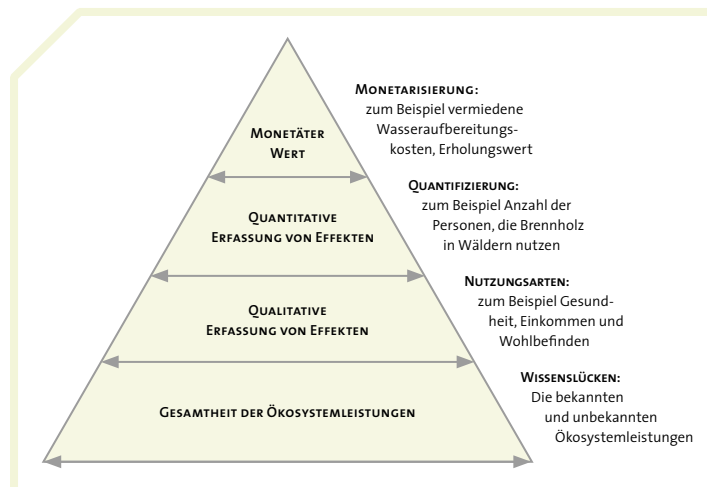 Monetärer
Wert
Monetarisierung:
zum Beispiel vermiedene
Wasseraufbereitungs-
kosten, Erholungswert
Quantitative
Erfassung von Effekten
Quantifizierung:
zum Beispiel Anzahl der
Personen, die Brennholz
in Wäldern nutzen
Qualitative
Erfassung von Effekten
Nutzungsarten:
zum Beispiel Gesund-
heit, Einkommen und
Wohlbefinden
Gesamtheit der Ökosystemleistungen
Wissenslücken:
Die bekannten
und unbekannten
Ökosystemleistungen